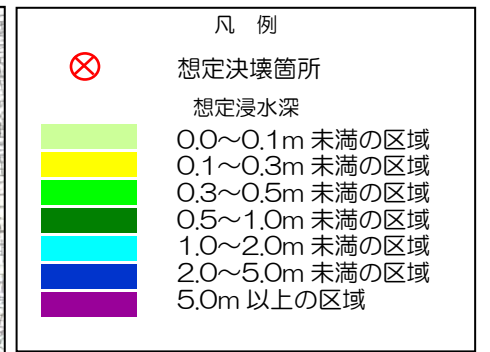 凡 例
想定決壊箇所
想定浸水深
0.0～0.1m 未満の区域
0.1～0.3m 未満の区域
0.3～0.5m 未満の区域
0.5～1.0m 未満の区域
1.0～2.0m 未満の区域
2.0～5.0m 未満の区域
5.0m 以上の区域